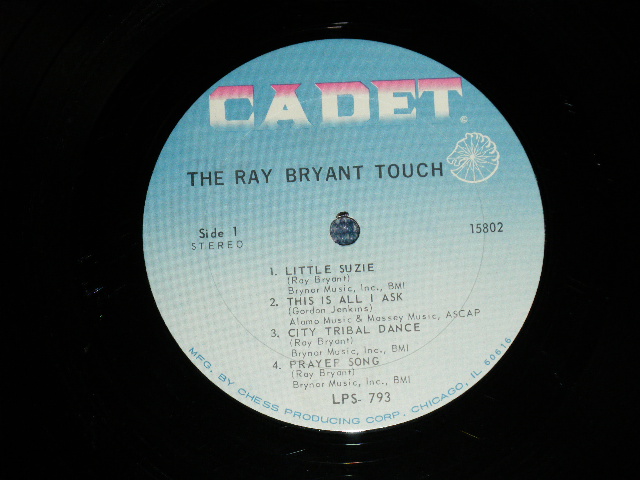 CADET
©
THE RAY BRYANT TOUCH
Side 1
STEREO
15802
1. LITTLE SUZIE
(Ray Bryant)
Brynor Music, Inc., BMI
2. THIS IS ALL I ASK
(Gordon Jenkins)
Alamo Music & Massey Music, ASCAP
3. CITY TRIBAL DANCE
(Ray Bryant)
Brynor Music, Inc., BMI
4. PRAYER SONG
(Ray Bryant)
Brynor Music, Inc., BMI
LPS- 793
MFG. BY CHESS PRODUCING CORP. CHICAGO, IL 60616